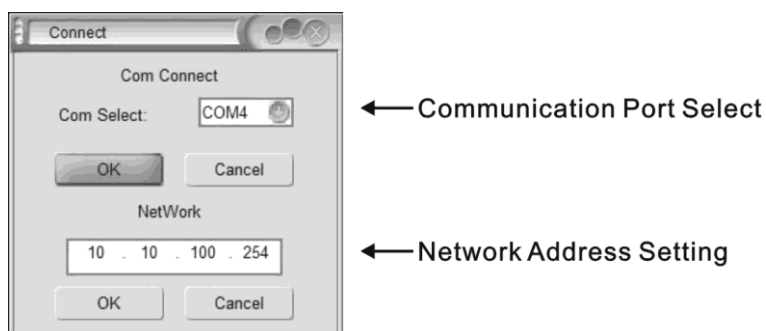 Connect
Com Connect
Com Select: COM4
Communication Port Select
OK Cancel
NetWork
10 . 10 . 100 . 254
Network Address Setting
OK Cancel